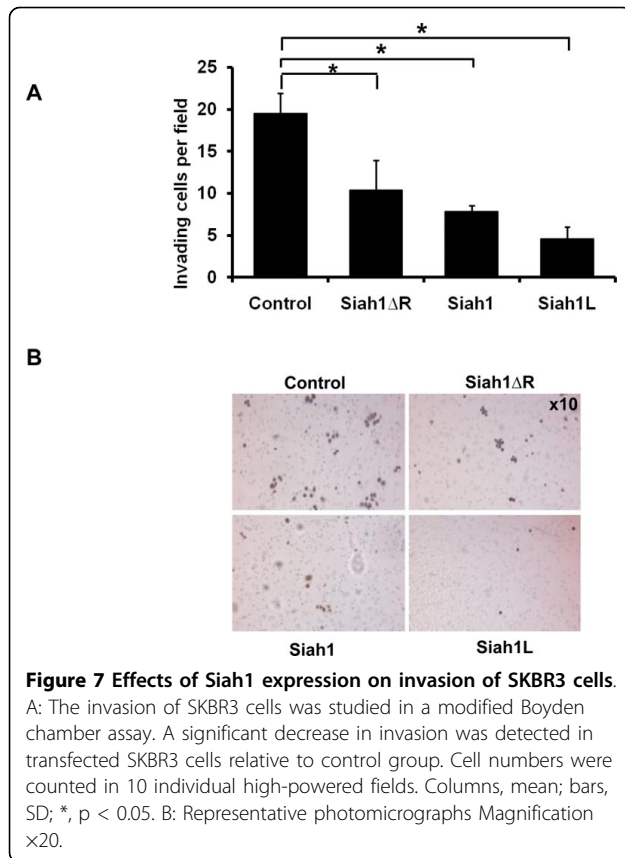 A
*
*
*
Invading cells per field
25
20
15
10
5
0
Control Siah1ΔR Siah1 Siah1L
B
Control Siah1ΔR
x10
Siah1 Siah1L
Figure 7 Effects of Siah1 expression on invasion of SKBR3 cells.
A: The invasion of SKBR3 cells was studied in a modified Boyden
chamber assay. A significant decrease in invasion was detected in
transfected SKBR3 cells relative to control group. Cell numbers were
counted in 10 individual high-powered fields. Columns, mean; bars,
SD; *, p < 0.05. B: Representative photomicrographs Magnification
×20.